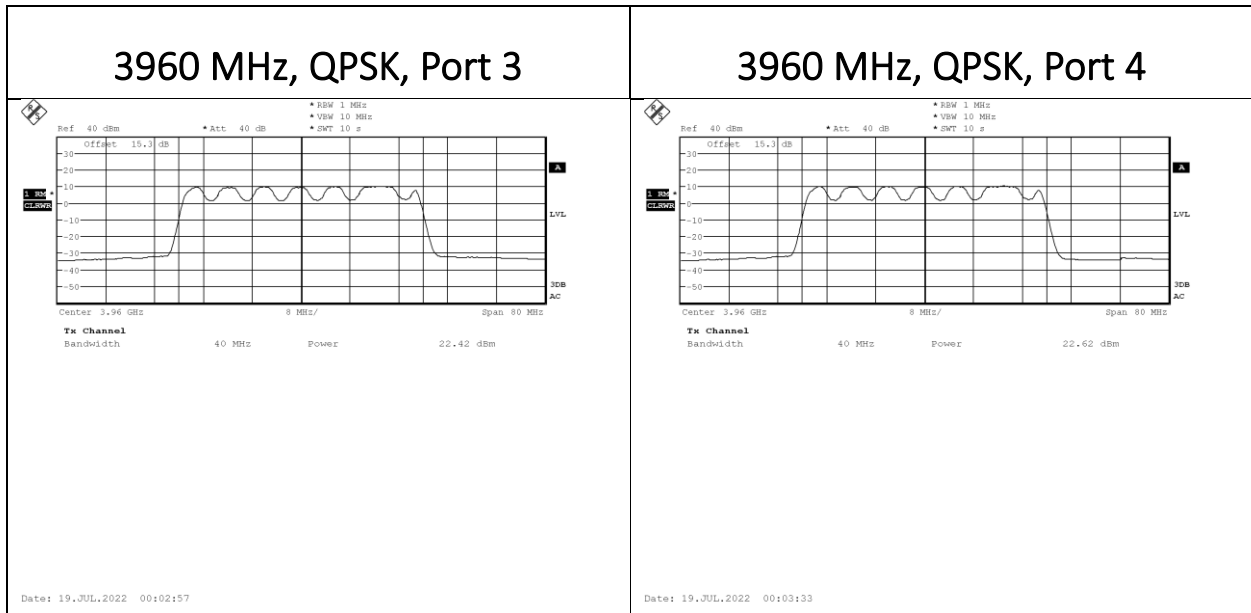 3960 MHz, QPSK, Port 3
R S
* RBW 1 MHz
* VBW 10 MHz
Ref 40 dBm * Att 40 dB * SWT 10 s
Offset 15.3 dB
30
20
10
0
-10
-20
-30
-40
-50
1 RM *
CLRWR
A
LVL
3DB
AC
Center 3.96 GHz 8 MHz/ Span 80 MHz
Tx Channel
Bandwidth 40 MHz Power 22.42 dBm
Date: 19.JUL.2022 00:02:57
3960 MHz, QPSK, Port 4
R S
* RBW 1 MHz
* VBW 10 MHz
Ref 40 dBm * Att 40 dB * SWT 10 s
Offset 15.3 dB
30
20
10
0
-10
-20
-30
-40
-50
1 RM *
CLRWR
A
LVL
3DB
AC
Center 3.96 GHz 8 MHz/ Span 80 MHz
Tx Channel
Bandwidth 40 MHz Power 22.62 dBm
Date: 19.JUL.2022 00:03:33